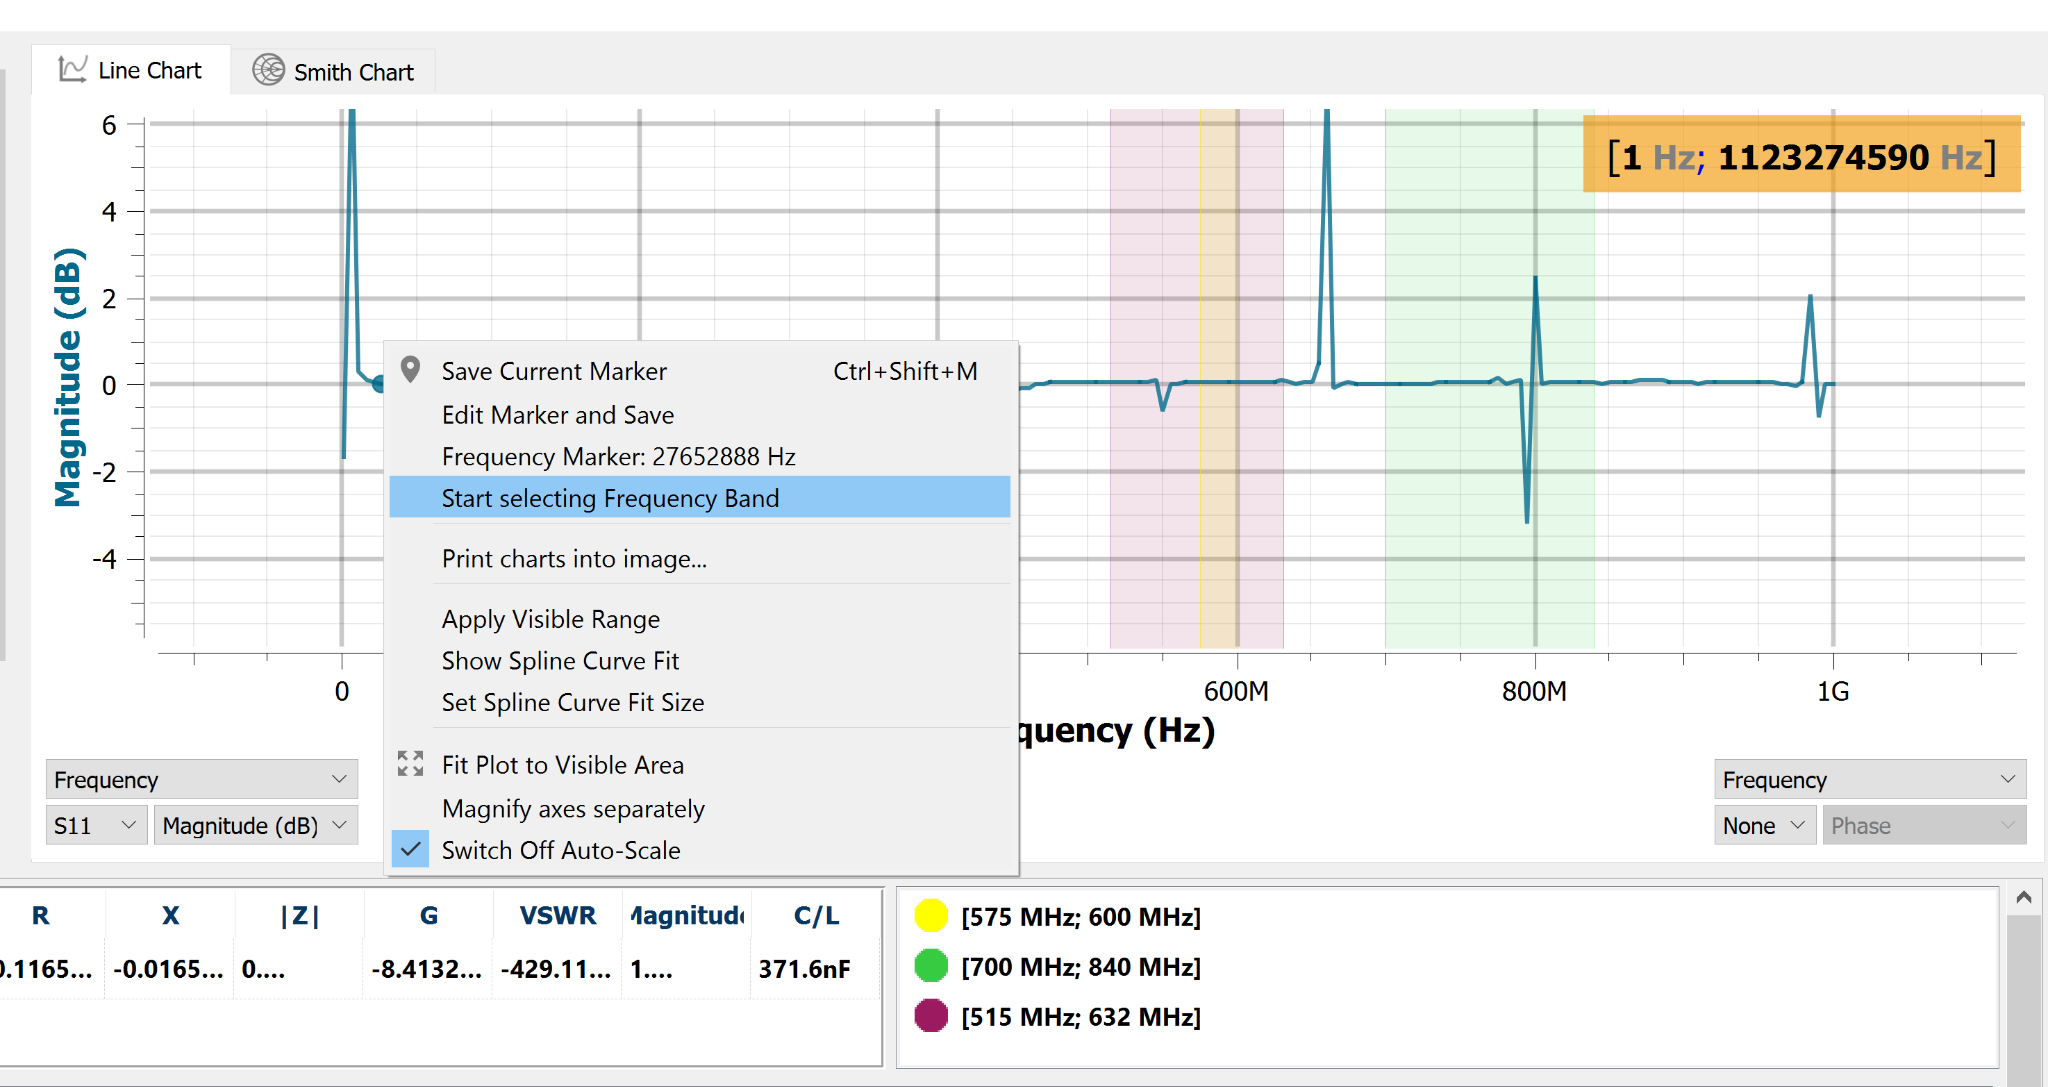 Line Chart
Smith Chart
[1 Hz; 1123274590 Hz]
6
4
2
0
-2
-4
Magnitude (dB)
Save Current Marker Ctrl+Shift+M
Edit Marker and Save
Frequency Marker: 27652888 Hz
Start selecting Frequency Band
Print charts into image...
Apply Visible Range
Show Spline Curve Fit
Set Spline Curve Fit Size
Fit Plot to Visible Area
Magnify axes separately
Switch Off Auto-Scale
0 600M 800M 1G
quency (Hz)
Frequency
S11 Magnitude (dB)
Frequency
None Phase
R X |Z| G VSWR Magnitude C/L
0.1165... -0.0165... 0.... -8.4132... -429.11... 1.... 371.6nF
[575 MHz; 600 MHz]
[700 MHz; 840 MHz]
[515 MHz; 632 MHz]